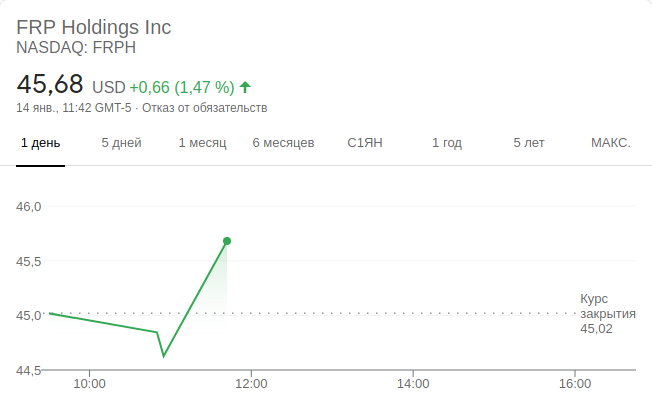 FRP Holdings Inc
NASDAQ: FRPH
45,68 USD +0,66 (1,47 %)
14 янв., 11:42 GMT-5 · Отказ от обязательств
1 день 5 дней 1 месяц 6 месяцев С1ЯН 1 год 5 лет МАКС.
46,0
45,5
45,0
44,5
Курс
закрытия
45,02
10:00 12:00 14:00 16:00